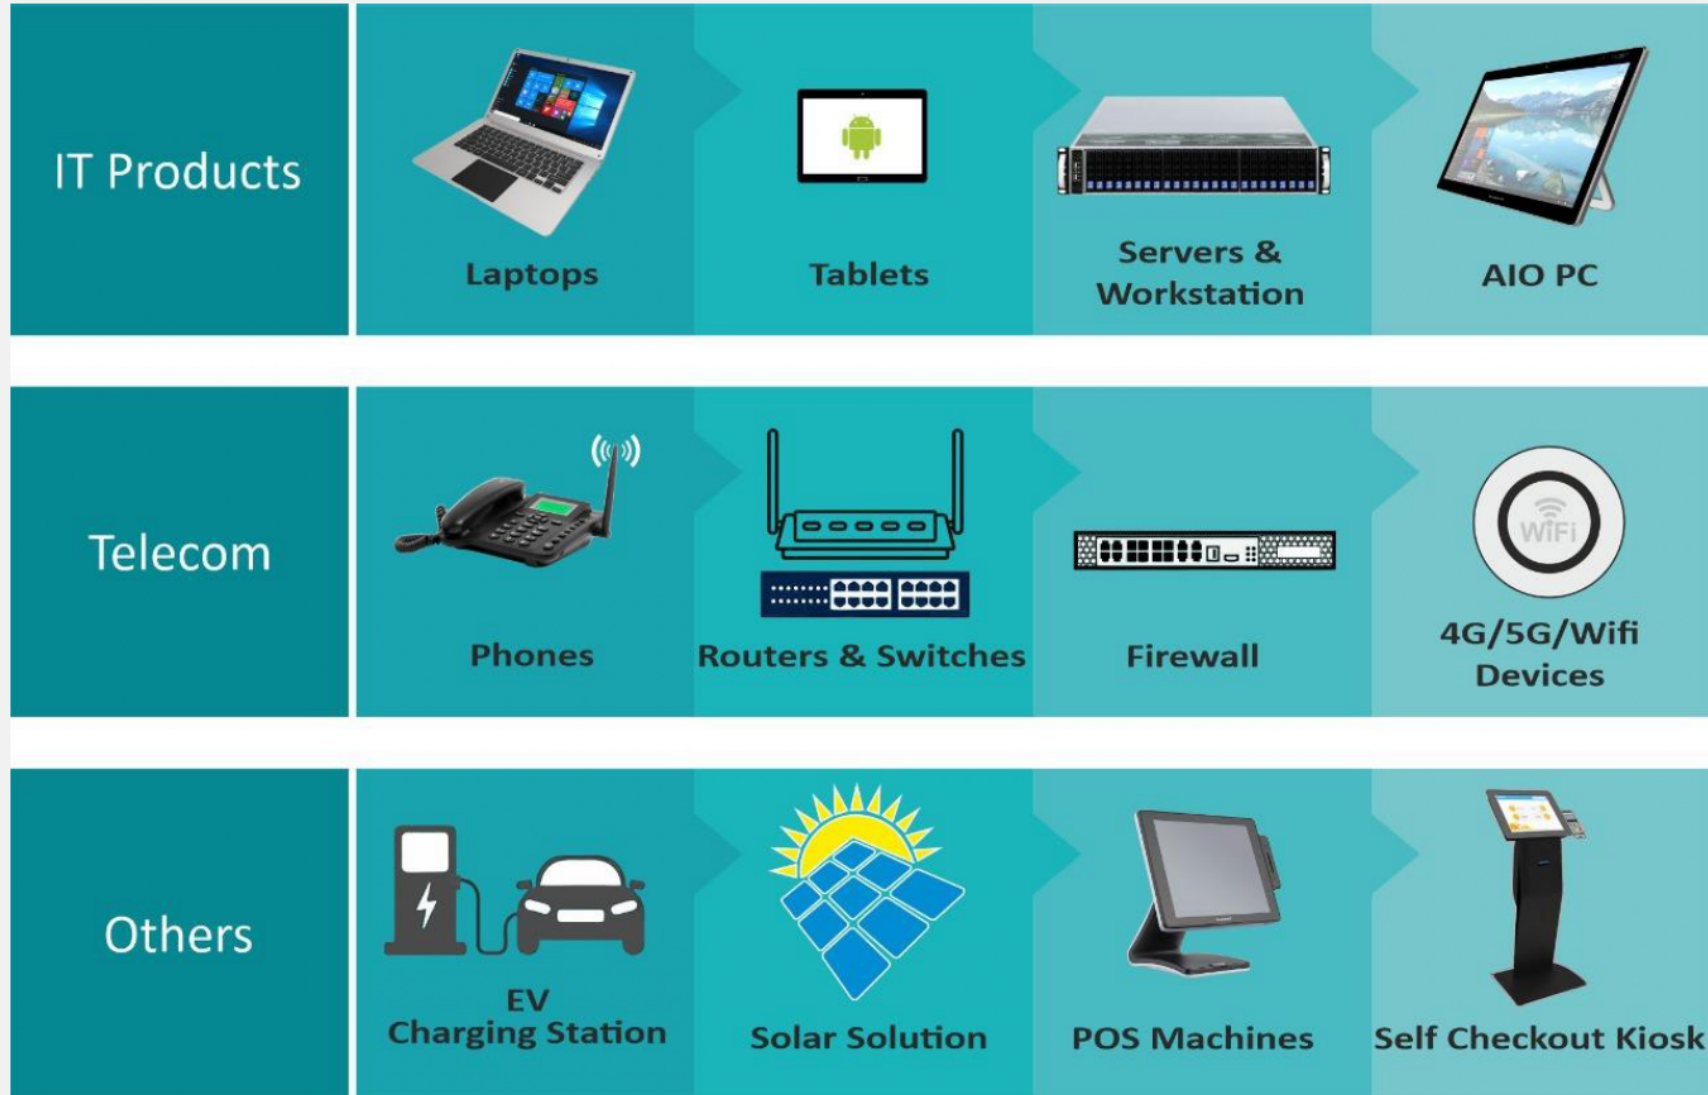 IT Products
Laptops
Tablets
Servers &
Workstation
AIO PC
Telecom
Phones
Routers & Switches
Firewall
WiFi
4G/5G/Wifi
Devices
Others
EV
Charging Station
Solar Solution
POS Machines
Self Checkout Kiosk